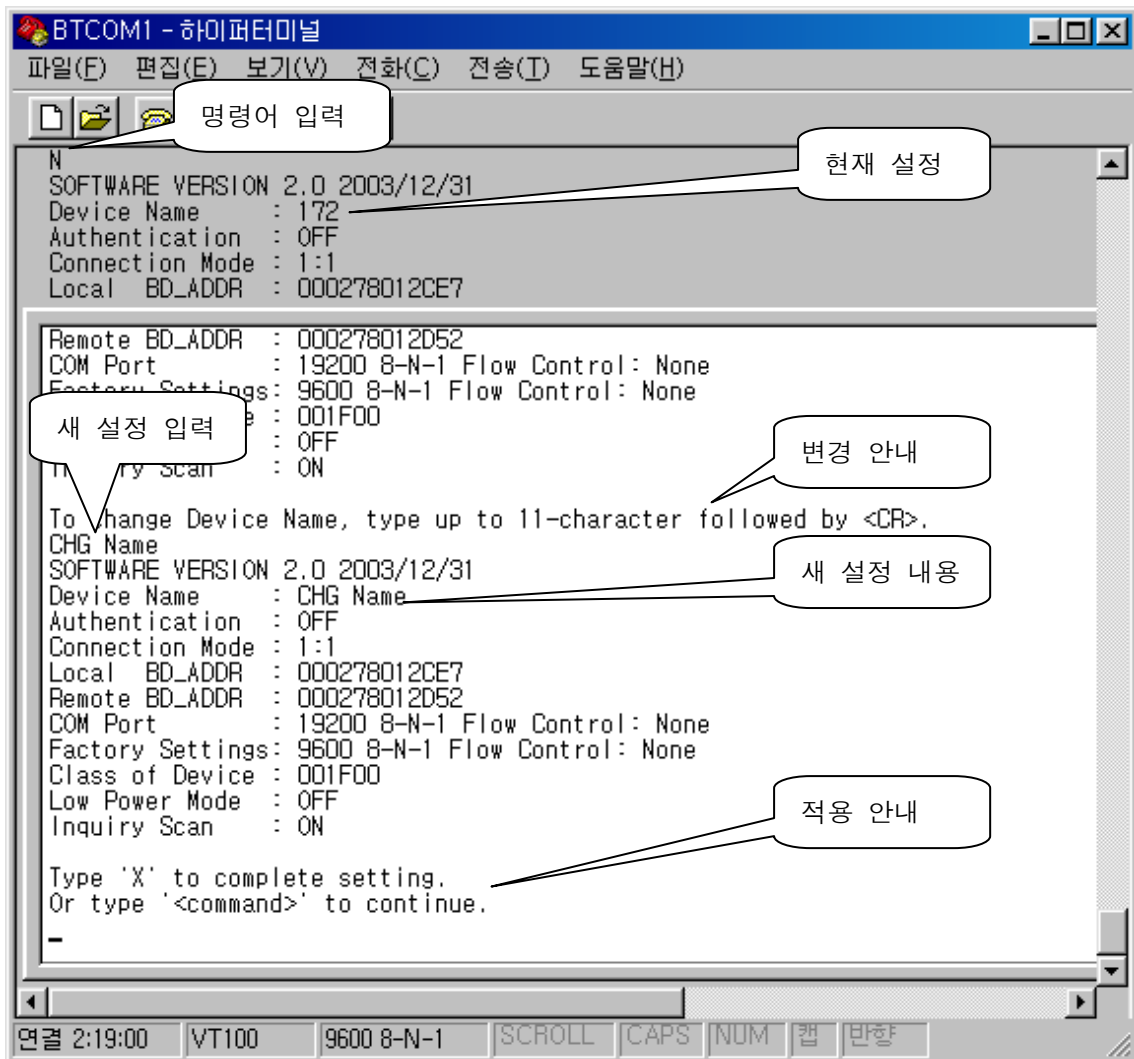 BTCOM1 - 하이퍼터미널
파일(F) 편집(E) 보기(V) 전화(C) 전송(T) 도움말(H)
명령어 입력
현재 설정
N
SOFTWARE VERSION 2.0 2003/12/31
Device Name : 172
Authentication : OFF
Connection Mode : 1:1
Local BD_ADDR : 000278012CE7
Remote BD_ADDR : 000278012D52
COM Port : 19200 8-N-1 Flow Control: None
Factory Settings: 9600 8-N-1 Flow Control: None
: 001F00
새 설정 입력
: OFF
Inquiry Scan : ON
변경 안내
To change Device Name, type up to 11-character followed by <CR>.
CHG Name
SOFTWARE VERSION 2.0 2003/12/31
새 설정 내용
Device Name : CHG Name
Authentication : OFF
Connection Mode : 1:1
Local BD_ADDR : 000278012CE7
Remote BD_ADDR : 000278012D52
COM Port : 19200 8-N-1 Flow Control: None
Factory Settings: 9600 8-N-1 Flow Control: None
Class of Device : 001F00
Low Power Mode : OFF
Inquiry Scan : ON
적용 안내
Type 'X' to complete setting.
Or type '<command>' to continue.
연결 2:19:00 VT100 9600 8-N-1 SCROLL CAPS NUM 캡 반향